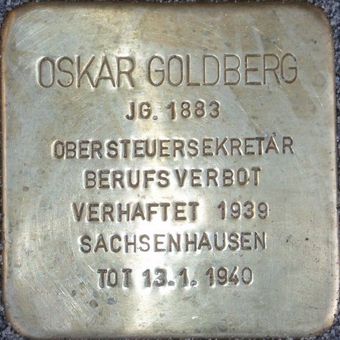 OSKAR GOLDBERG
JG. 1883
OBERSTEUERSEKRETÄR
BERUFSVERBOT
VERHAFTET 1939
SACHSENHAUSEN
TOT 13.1.1940